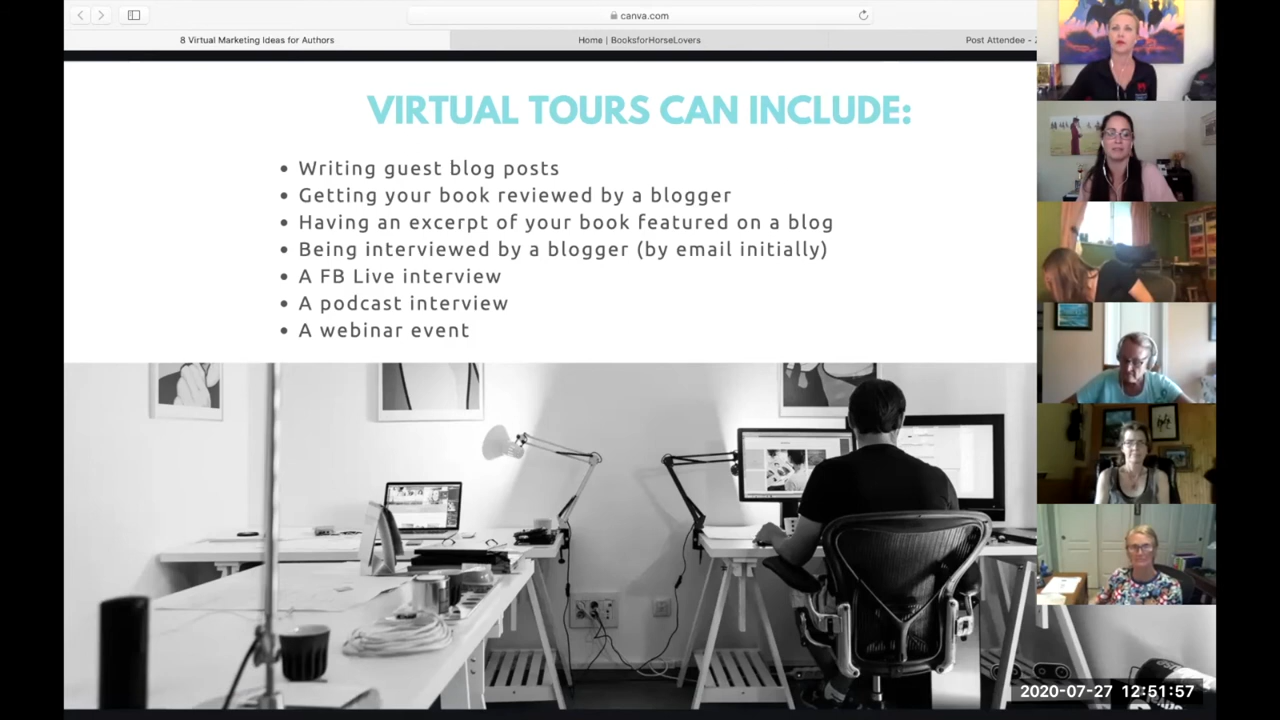 canva.com
8 Virtual Marketing Ideas for Authors
Home | BooksforHorseLovers
Post Attendee -
VIRTUAL TOURS CAN INCLUDE:
• Writing guest blog posts
• Getting your book reviewed by a blogger
• Having an excerpt of your book featured on a blog
• Being interviewed by a blogger (by email initially)
• A FB Live interview
• A podcast interview
• A webinar event
2020-07-27 12:51:57